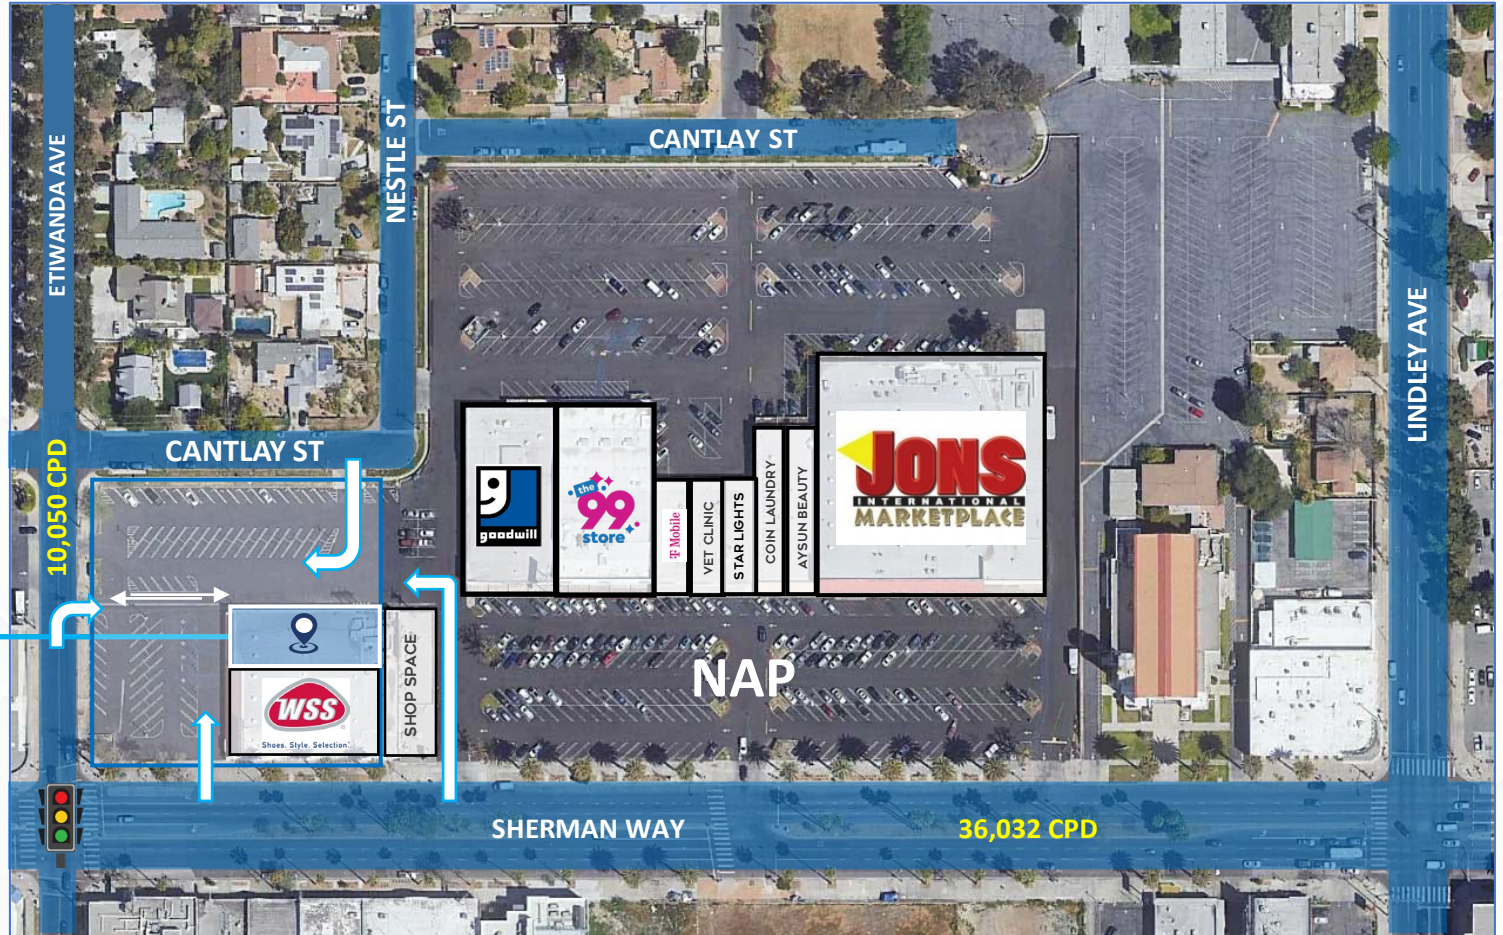 CANTLAY ST
NESTLE ST
ETIWANDA AVE
LINDLEY AVE
CANTLAY ST
10,050 CPD
goodwill
the
99
store
T Mobile
VET CLINIC
STAR LIGHTS
COIN LAUNDRY
AYSUN BEAUTY
JONS
INTERNATIONAL
MARKETPLACE
WSS
Shoes. Style. Selection.
SHOP SPACE
NAP
SHERMAN WAY
36,032 CPD